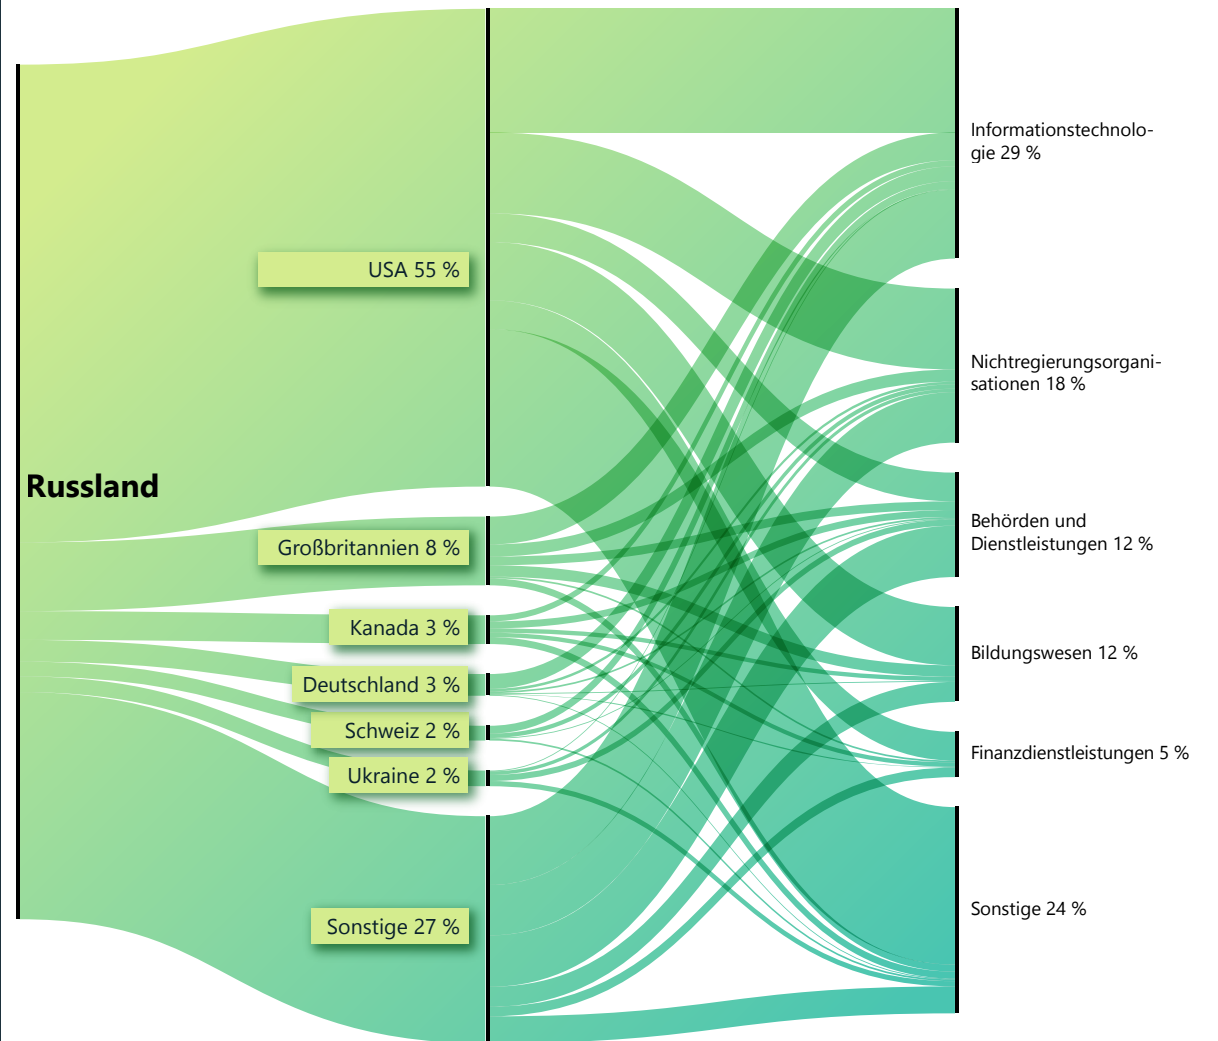 Russland
USA 55 %
Großbritannien 8 %
Kanada 3 %
Deutschland 3 %
Schweiz 2 %
Ukraine 2 %
Sonstige 27 %
Informationstechnolo-
gie 29 %
Nichtregierungsorgani-
sationen 18 %
Behörden und
Dienstleistungen 12 %
Bildungswesen 12 %
Finanzdienstleistungen 5 %
Sonstige 24 %